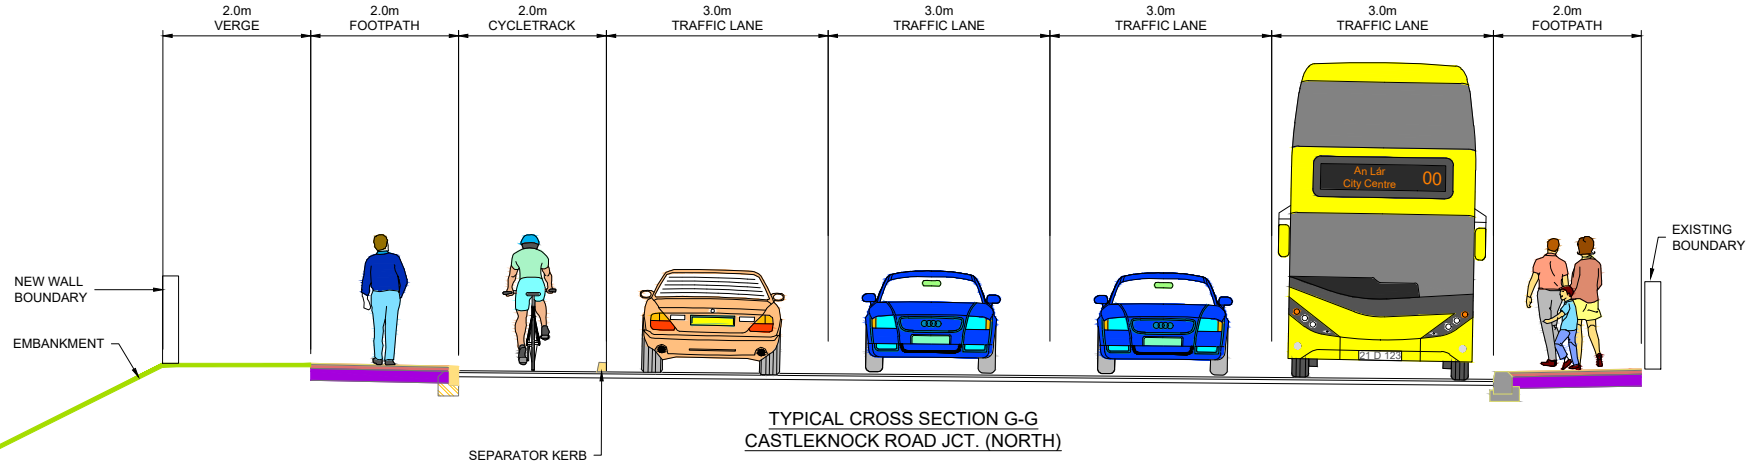 2.0m
VERGE
2.0m
FOOTPATH
2.0m
CYCLETRACK
3.0m
TRAFFIC LANE
3.0m
TRAFFIC LANE
3.0m
TRAFFIC LANE
3.0m
TRAFFIC LANE
2.0m
FOOTPATH
An Lár
City Centre
00
NEW WALL
BOUNDARY
EMBANKMENT
EXISTING
BOUNDARY
21 D 123
SEPARATOR KERB
TYPICAL CROSS SECTION G-G
CASTLEKNOCK ROAD JCT. (NORTH)